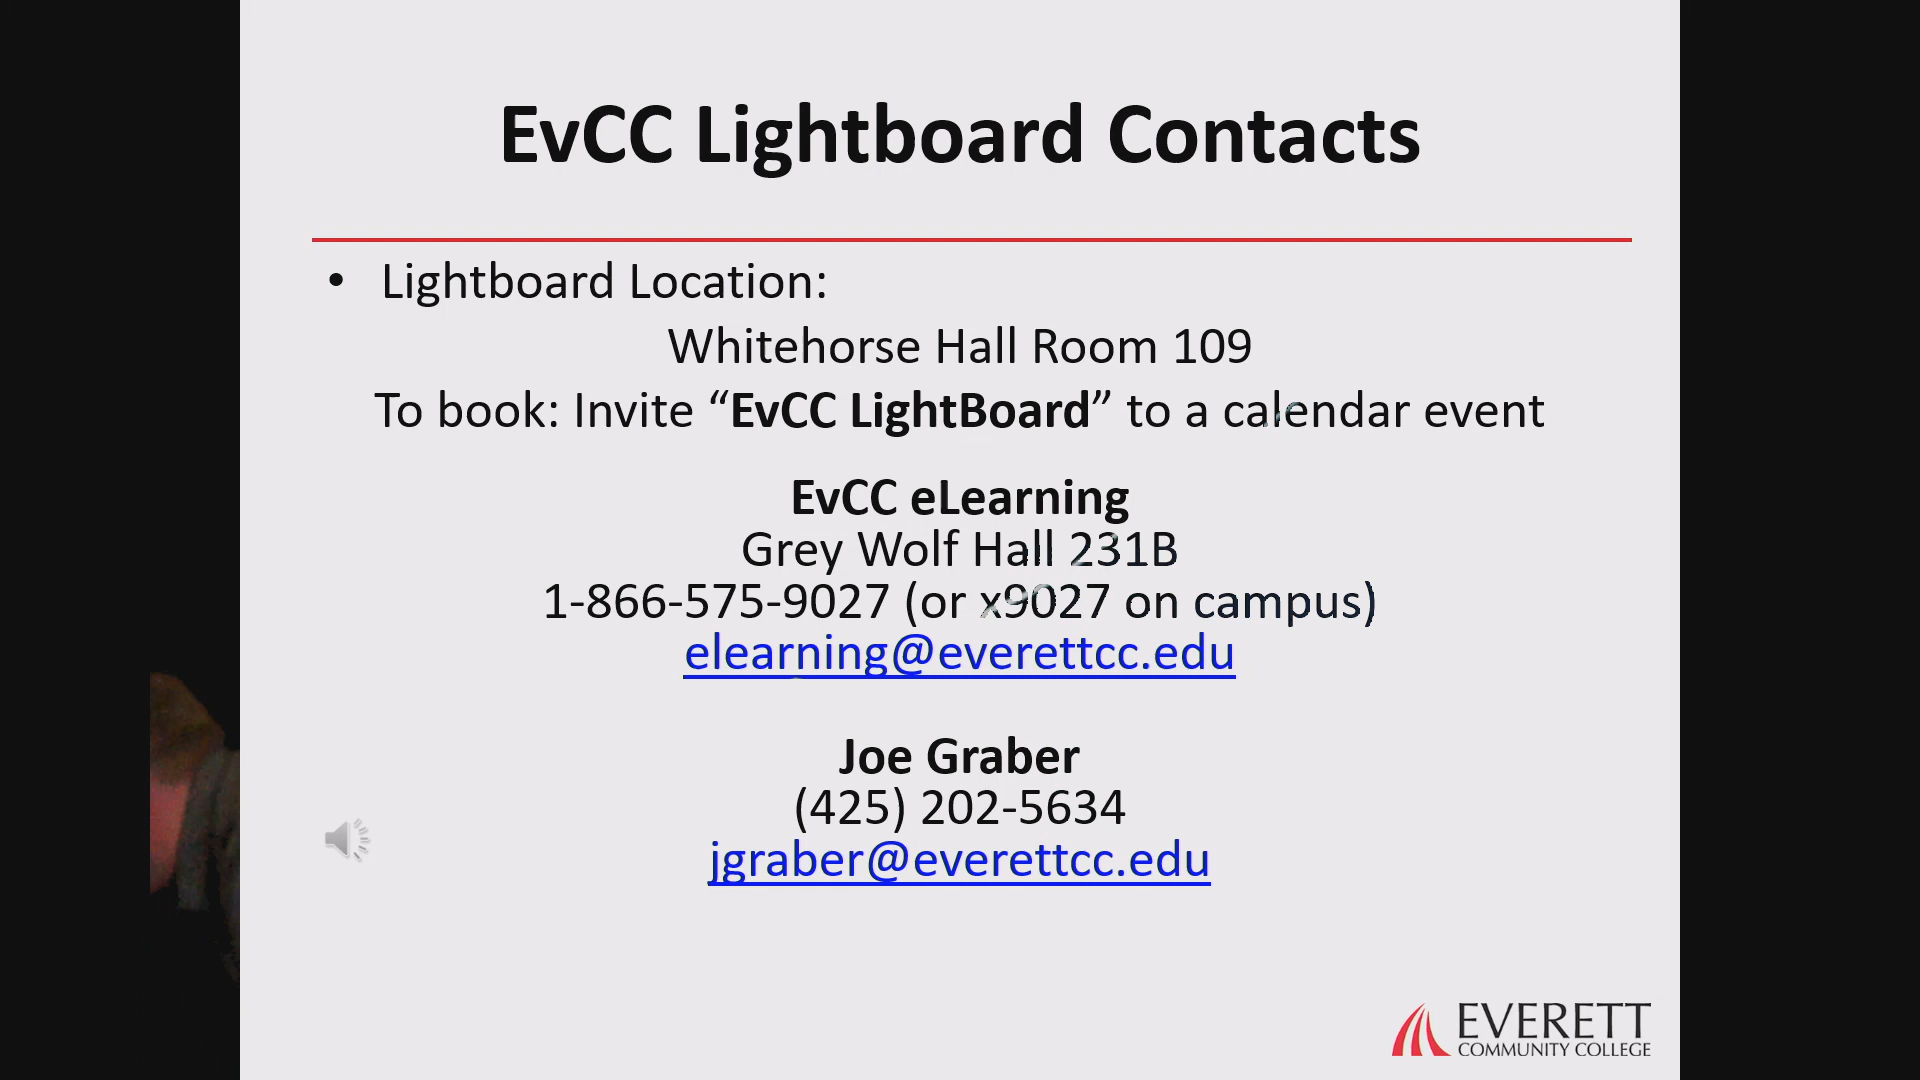 EvCC Lightboard Contacts
• Lightboard Location:
Whitehorse Hall Room 109
To book: Invite “EvCC LightBoard” to a calendar event
EvCC eLearning
Grey Wolf Hall 231B
1-866-575-9027 (or x9027 on campus)
elearning@everettcc.edu
Joe Graber
(425) 202-5634
jgraber@everettcc.edu
EVERETT
COMMUNITY COLLEGE